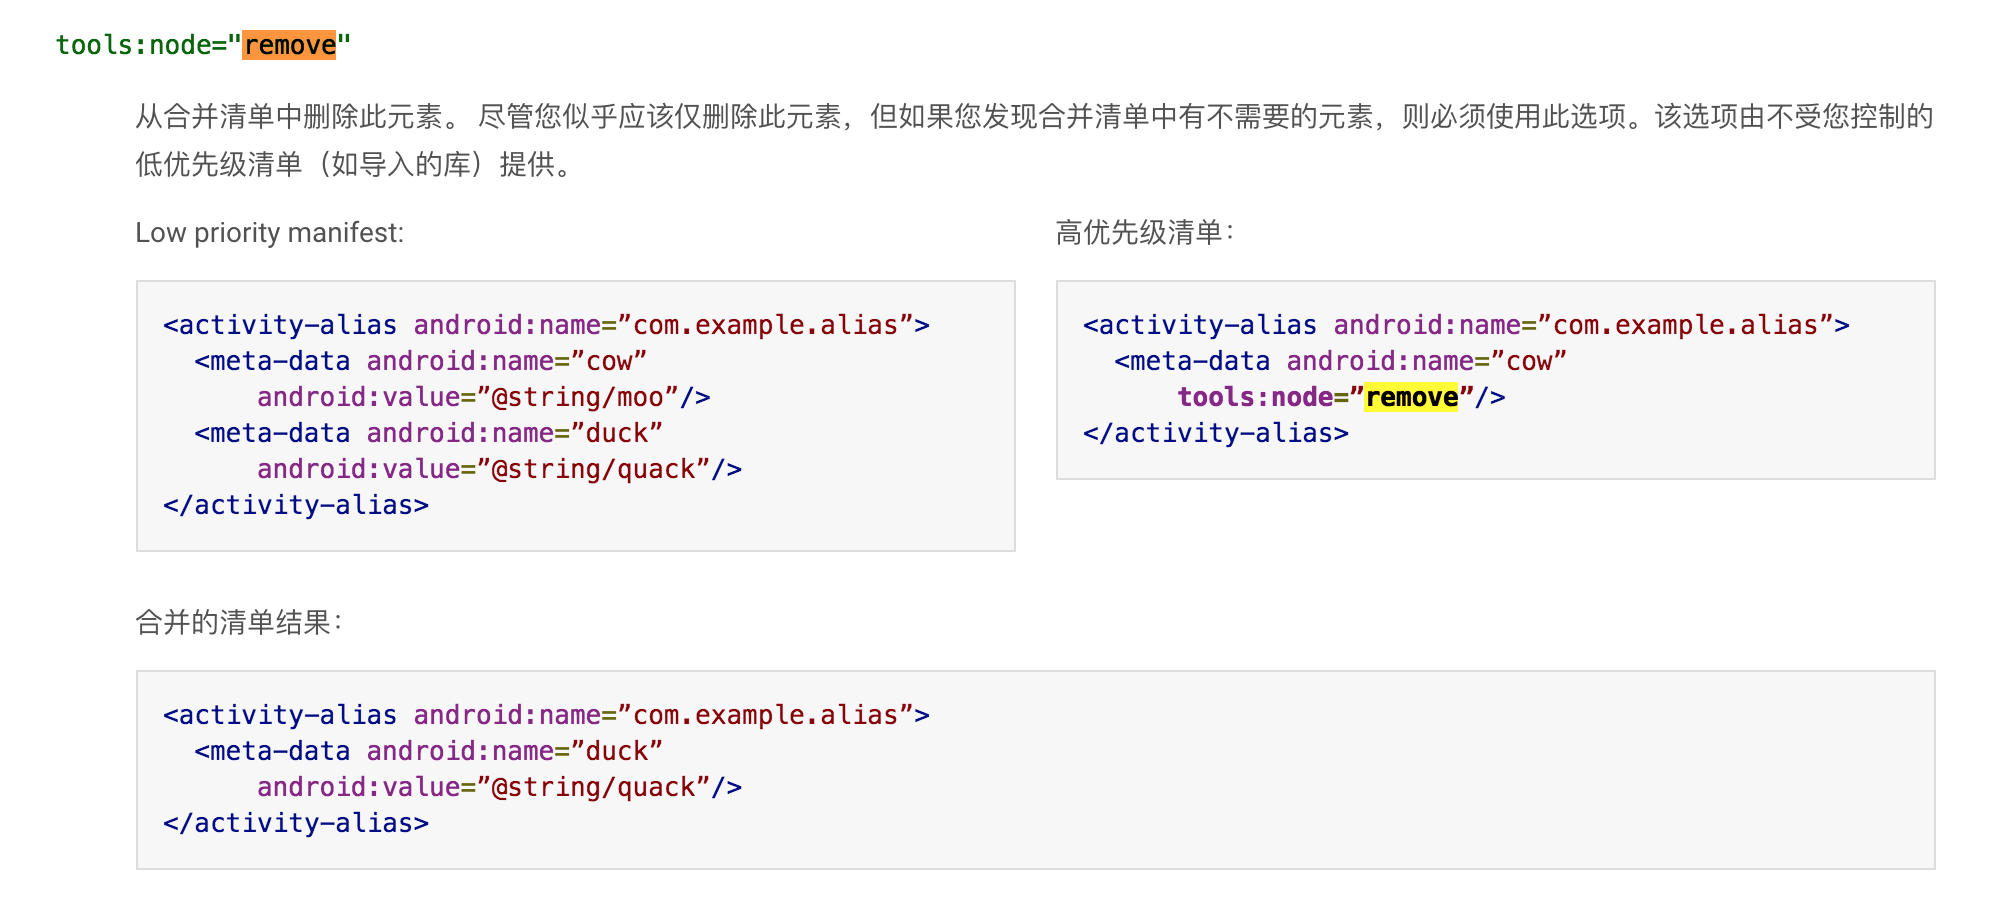 tools:node="remove"
从合并清单中删除此元素。 尽管您似乎应该仅删除此元素，但如果您发现合并清单中有不需要的元素，则必须使用此选项。该选项由不受您控制的
低优先级清单（如导入的库）提供。
Low priority manifest:
<activity-alias android:name=”com.example.alias”>
  <meta-data android:name=”cow”
      android:value=”@string/moo”/>
  <meta-data android:name=”duck”
      android:value=”@string/quack”/>
</activity-alias>
高优先级清单：
<activity-alias android:name=”com.example.alias”>
  <meta-data android:name=”cow”
      tools:node=”remove”/>
</activity-alias>
合并的清单结果：
<activity-alias android:name=”com.example.alias”>
  <meta-data android:name=”duck”
      android:value=”@string/quack”/>
</activity-alias>